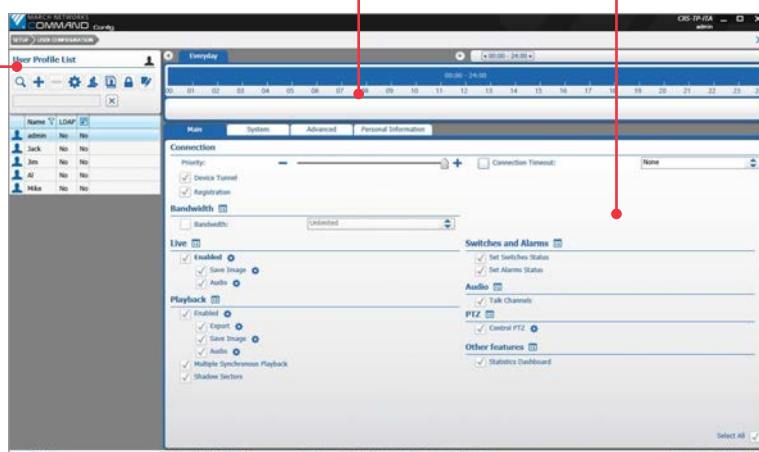 MARCH NETWORKS
COMMAND Config
CRS-TP-ITA
admin
SETUP USER CONFIGURATION
User Profile List
Everyday
00:00 - 24:00
00:00 - 24:00
00 01 02 03 04 05 06 07 08 09 10 11 12 13 14 15 16 17 18 19 20 21 22 23
Name LDAP
admin No No
Jack No No
Jim No No
Al No No
Mike No No
Main System Advanced Personal Information
Connection
Priority: Connection Timeout: None
Device Tunnel
Registration
Bandwidth
Bandwidth: Unlimited
Live
Enabled
Save Image
Audio
Playback
Enabled
Export
Save Image
Audio
Multiple Synchronous Playback
Shadow Sectors
Switches and Alarms
Set Switches Status
Set Alarms Status
Audio
Talk Channels
PTZ
Control PTZ
Other features
Statistics Dashboard
Select All